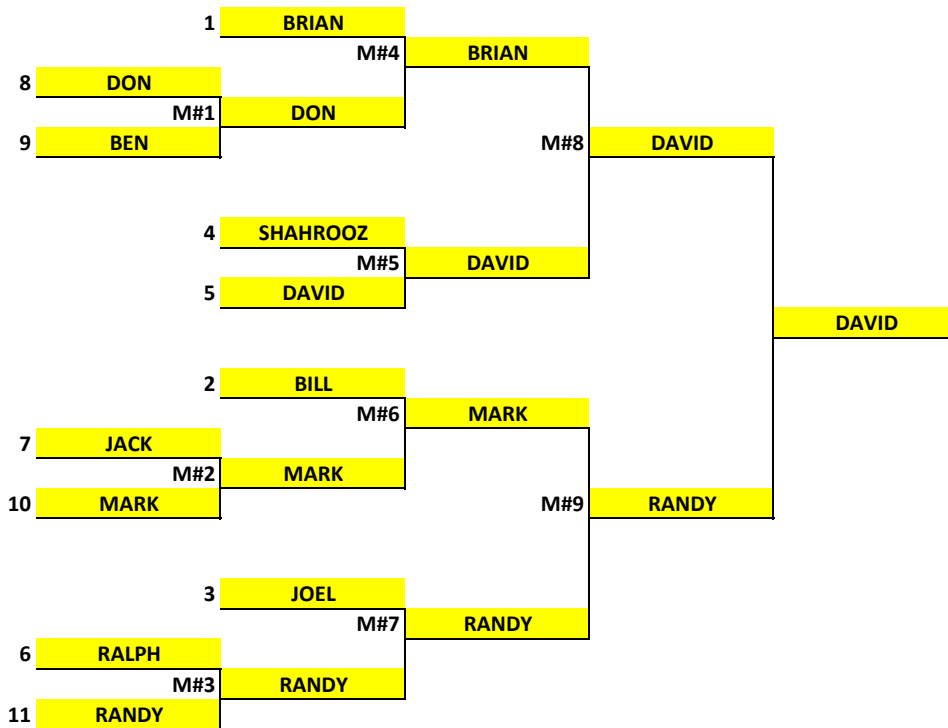 1 BRIAN
M#4 BRIAN
8 DON
M#1 DON
9 BEN
M#8 DAVID
4 SHAHROOZ
M#5 DAVID
5 DAVID
DAVID
2 BILL
M#6 MARK
7 JACK
M#2 MARK
10 MARK
M#9 RANDY
3 JOEL
M#7 RANDY
6 RALPH
M#3 RANDY
11 RANDY